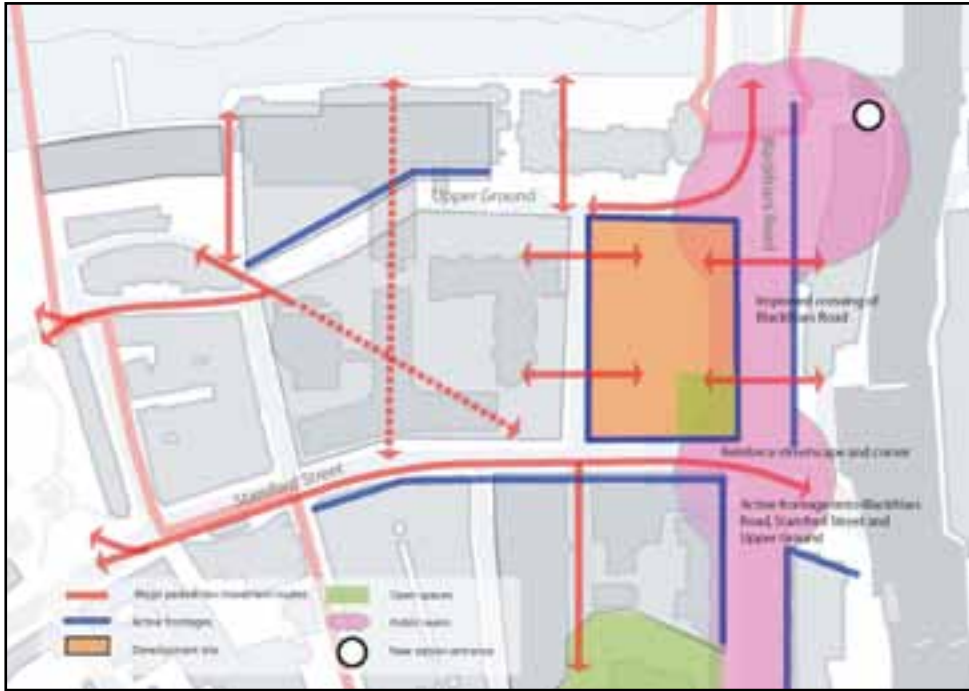 Upper Ground
Blackfriars Road
Improved crossing of
Blackfriars Road
Reinforce streetscape and corner
Stamford Street
Active frontage onto Blackfriars
Road, Stamford Street and
Upper Ground
Major pedestrian movement routes
Active frontages
Development site
Open spaces
Public realm
New station entrance